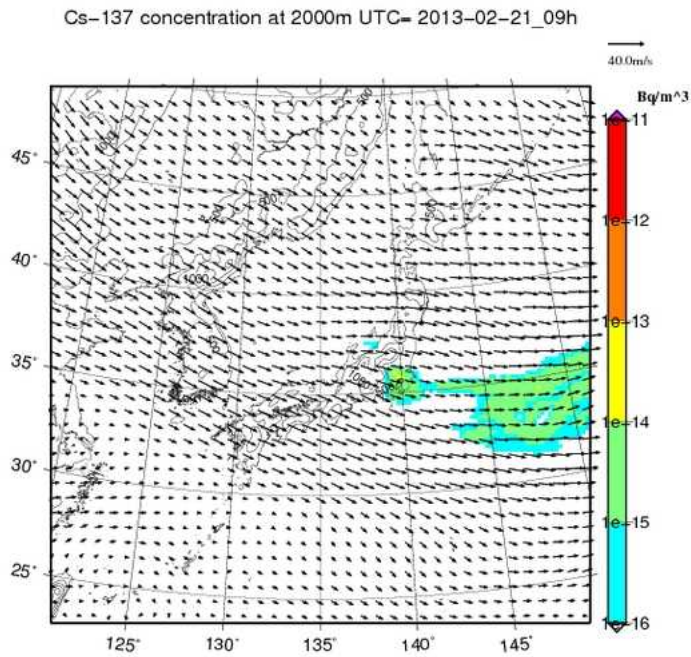 Cs-137 concentration at 2000m UTC= 2013-02-21_09h
40.0m/s
Bq/m^3
1e-11
1e-12
1e-13
1e-14
1e-15
1e-16
45°
40°
35°
30°
25°
125° 130° 135° 140° 145°
500
500
1000